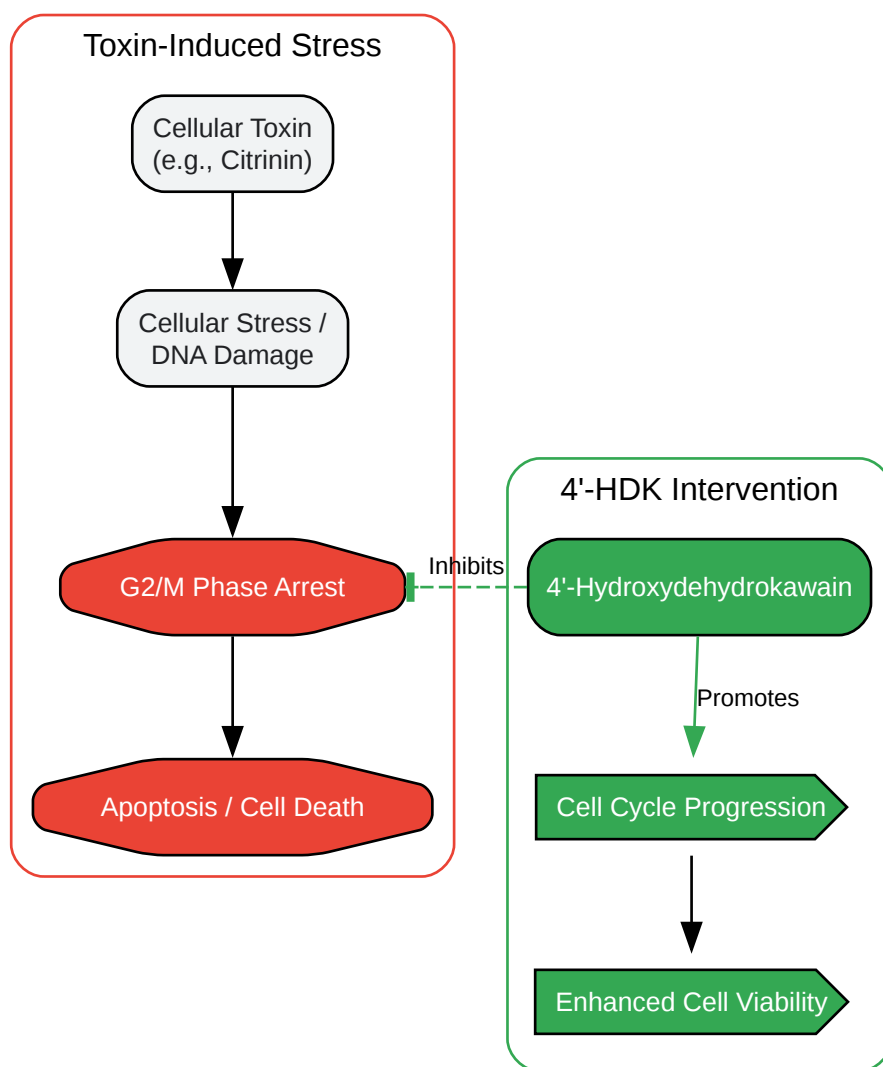 Toxin-Induced Stress
Cellular Toxin
(e.g., Citrinin)
Cellular Stress /
DNA Damage
G2/M Phase Arrest
Apoptosis / Cell Death
Inhibits
4'-HDK Intervention
4'-Hydroxydehydrokawain
Promotes
Cell Cycle Progression
Enhanced Cell Viability